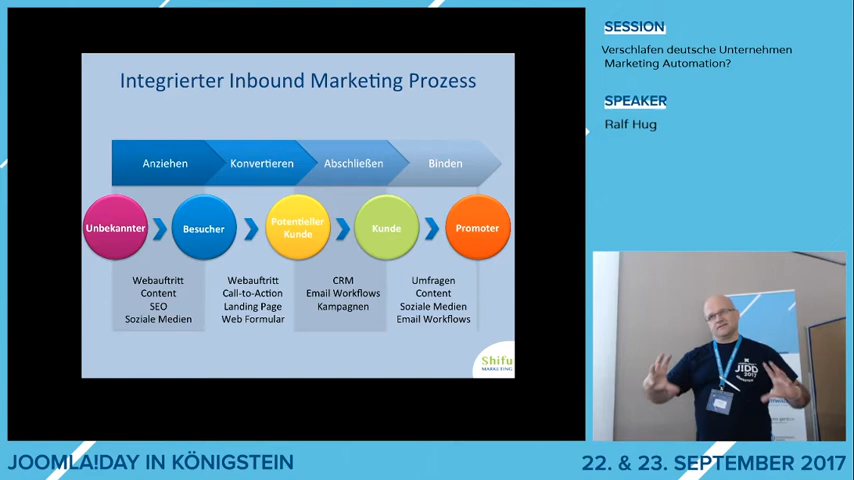 SESSION
Verschlafen deutsche Unternehmen
Marketing Automation?
SPEAKER
Ralf Hug
Integrierter Inbound Marketing Prozess
Anziehen
Konvertieren
Abschließen
Binden
Unbekannter
Besucher
Potentieller
Kunde
Kunde
Promoter
Webauftritt
Content
SEO
Soziale Medien
Webauftritt
Call-to-Action
Landing Page
Web Formular
CRM
Email Workflows
Kampagnen
Umfragen
Content
Soziale Medien
Email Workflows
Shifu
MARKETING
JD17
2017
JOOMLA!DAY IN KÖNIGSTEIN
22. & 23. SEPTEMBER 2017